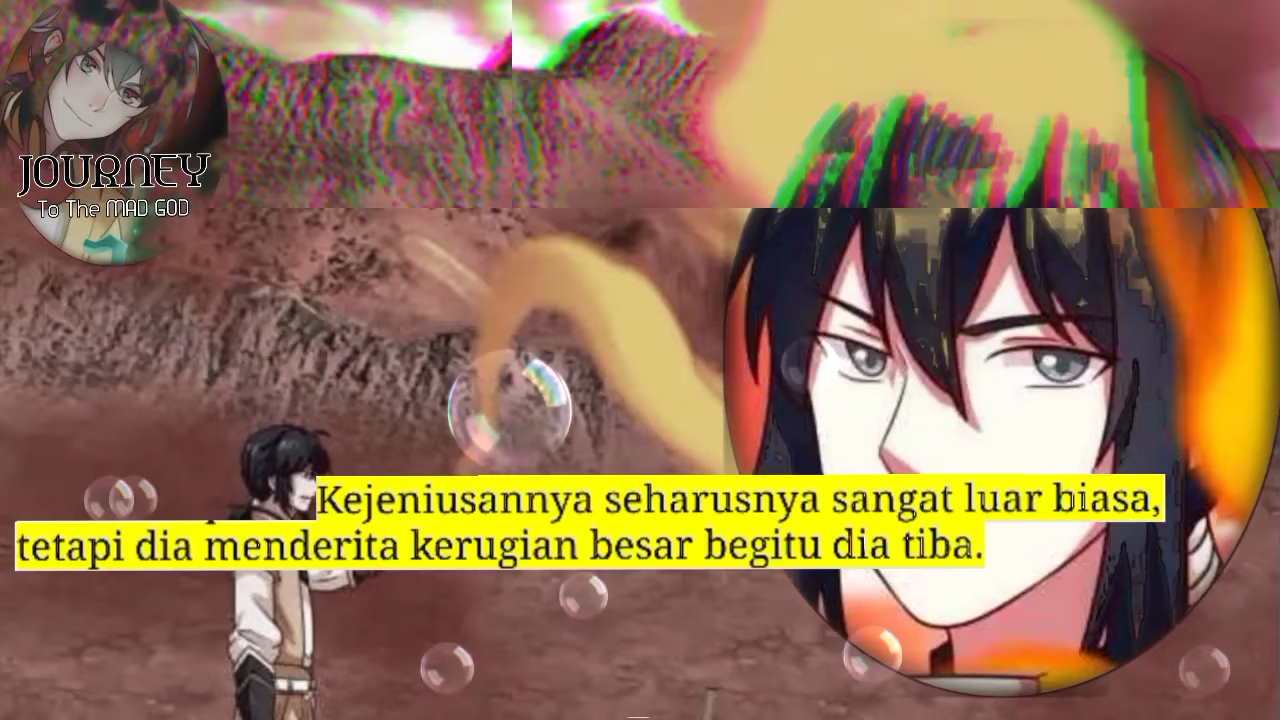 JOURNEY
To The MAD GOD
Kejeniusannya seharusnya sangat luar biasa,
tetapi dia menderita kerugian besar begitu dia tiba.